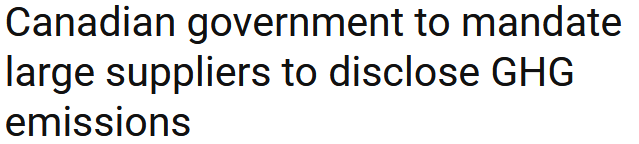 Canadian government to mandate
large suppliers to disclose GHG
emissions